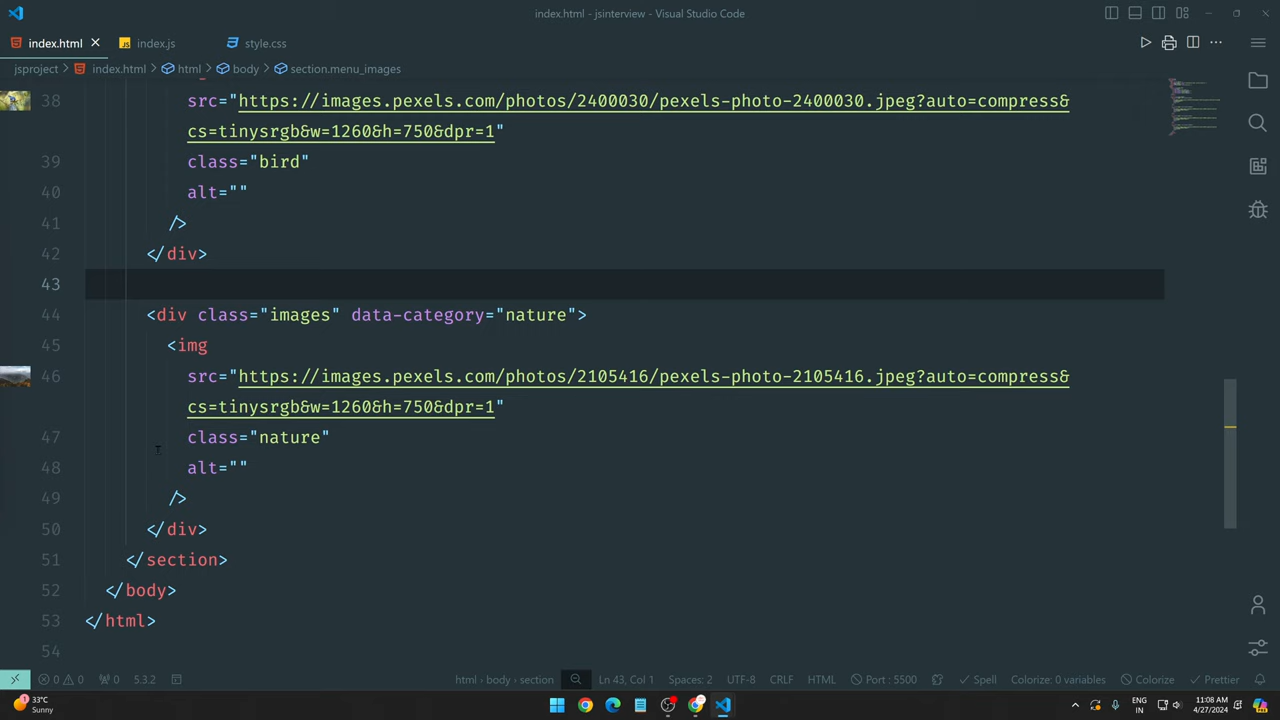 index.html - jsinterview - Visual Studio Code
index.html
index.js
style.css
jsproject > index.html > html > body > section.menu_images
38 src="https://images.pexels.com/photos/2400030/pexels-photo-2400030.jpeg?auto=compress&
cs=tinysrgb&w=1260&h=750&dpr=1"
39 class="bird"
40 alt=""
41 />
42 </div>
43
44 <div class="images" data-category="nature">
45 <img
46 src="https://images.pexels.com/photos/2105416/pexels-photo-2105416.jpeg?auto=compress&
cs=tinysrgb&w=1260&h=750&dpr=1"
47 class="nature"
48 alt=""
49 />
50 </div>
51 </section>
52 </body>
53 </html>
54
0 0 0 5.3.2 html > body > section Ln 43, Col 1 Spaces: 2 UTF-8 CRLF HTML Port : 5500 Spell Colorize: 0 variables Colorize Prettier
33°C
Sunny
ENG
IN
11:08 AM
4/27/2024